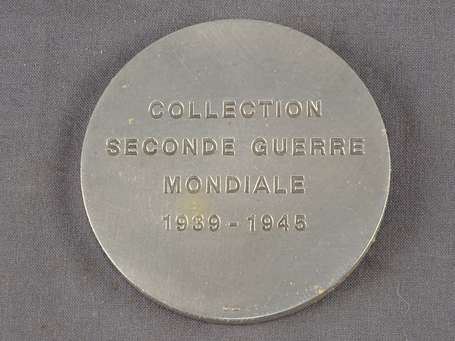 COLLECTION
SECONDE GUERRE
MONDIALE
1939-1945